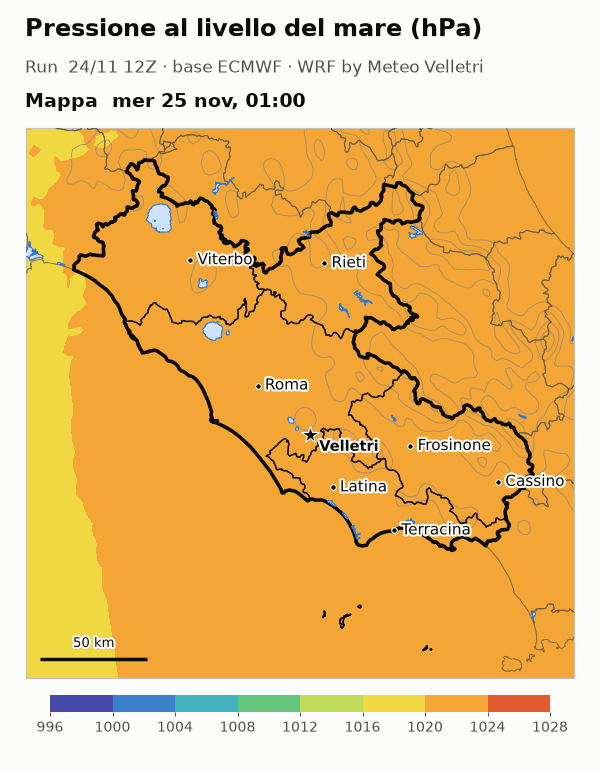 Pressione al livello del mare (hPa)
Run  24/11 12Z · base ECMWF · WRF by Meteo Velletri
Mappa  mer 25 nov, 01:00
Viterbo
Rieti
Roma
Velletri
Frosinone
Cassino
Latina
Terracina
50 km
996 1000 1004 1008 1012 1016 1020 1024 1028